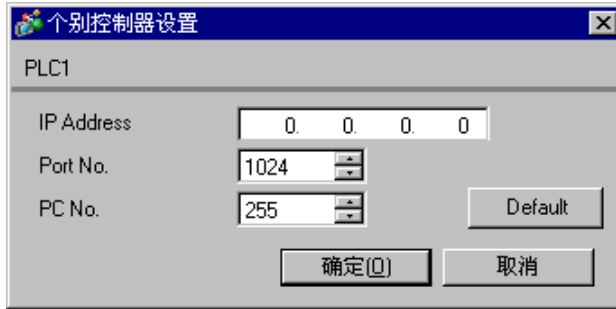 个别控制器设置
PLC1
IP Address 0. 0. 0. 0
Port No. 1024
PC No. 255 Default
确定(O) 取消